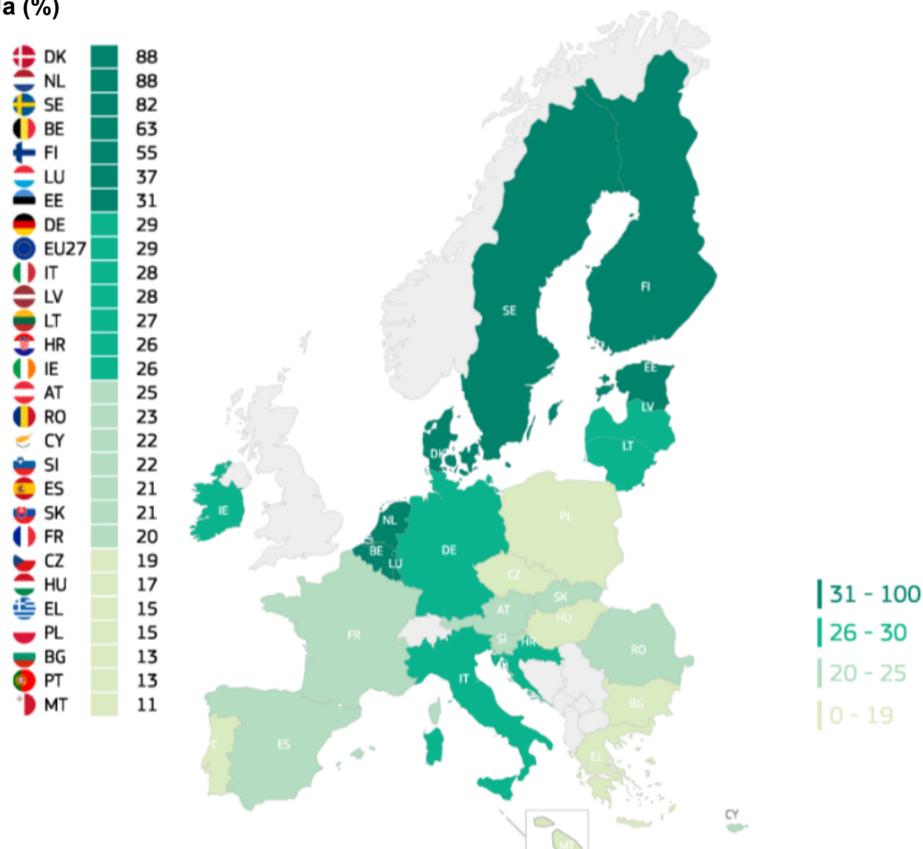 Ja (%)
DK 88
NL 88
SE 82
BE 63
FI 55
LU 37
EE 31
DE 29
EU27 29
IT 28
LV 28
LT 27
HR 26
IE 26
AT 25
RO 23
CY 22
SI 22
ES 21
SK 21
FR 20
CZ 19
HU 17
EL 15
PL 15
BG 13
PT 13
MT 11
FI
SE
EE
LV
LT
DK
IE
NL
PL
BE
DE
LU
CZ
SK
AT
HU
FR
SI
HR
RO
IT
BG
ES
EL
CY
MT
31 - 100
26 - 30
20 - 25
0 - 19